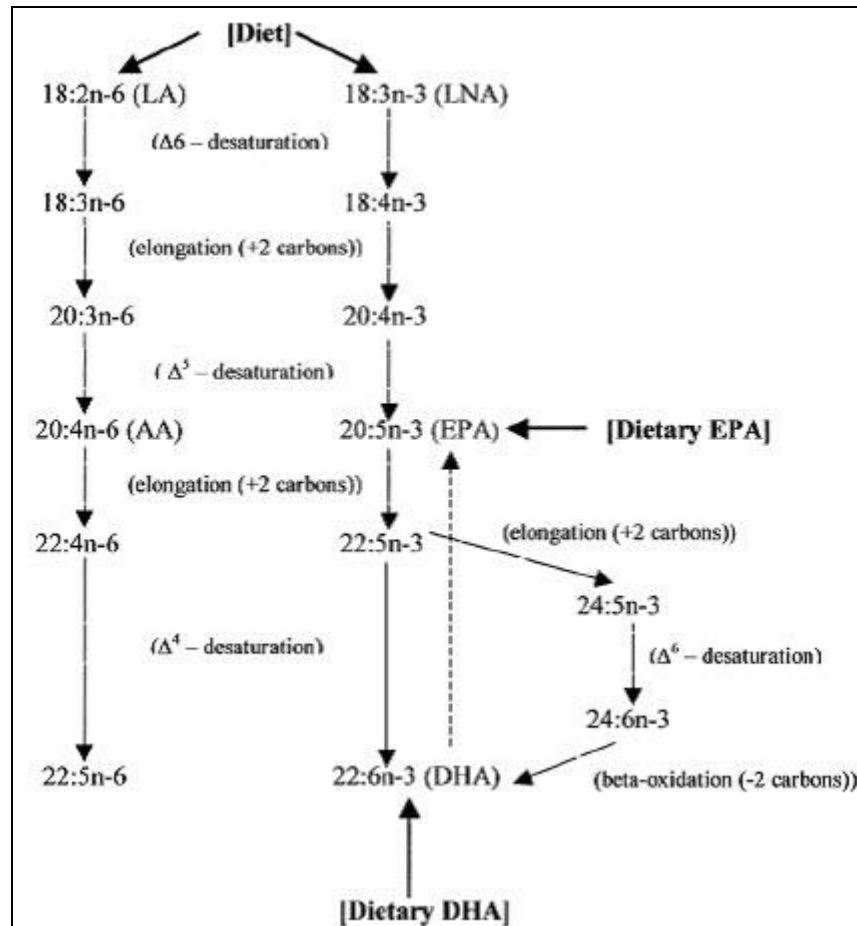 [Diet]
18:2n-6 (LA) 18:3n-3 (LNA)
(Δ6 – desaturation)
18:3n-6 18:4n-3
(elongation (+2 carbons))
20:3n-6 20:4n-3
( Δ⁵ – desaturation)
20:4n-6 (AA) 20:5n-3 (EPA) [Dietary EPA]
(elongation (+2 carbons))
22:4n-6 22:5n-3 (elongation (+2 carbons))
24:5n-3
(Δ⁴ – desaturation) (Δ⁶ – desaturation)
24:6n-3
22:5n-6 22:6n-3 (DHA) (beta-oxidation (-2 carbons))
[Dietary DHA]